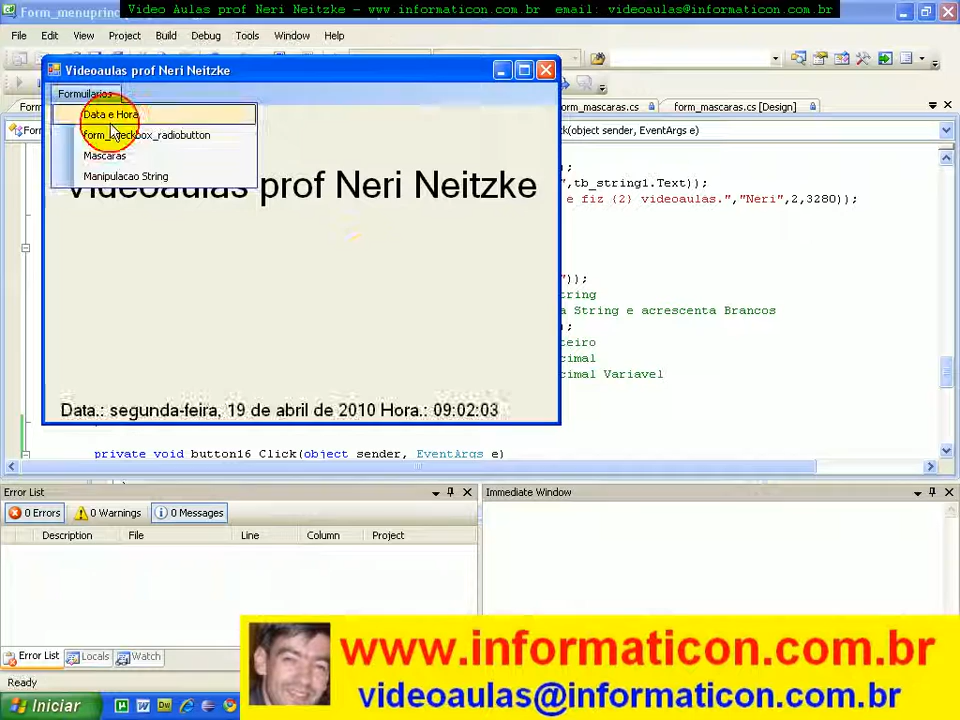 Video Aulas prof Neri Neitzke – www.informaticon.com.br email: videoaulas@informaticon.com.br
Form_menuprinc
File Edit View Project Build Debug Tools Window Help
Videoaulas prof Neri Neitzke
Formularios
Data e Hora
Mascaras
Manipulacao String
Videoaulas prof Neri Neitzke
Data.: segunda-feira, 19 de abril de 2010 Hora.: 09:02:03
orm_mascaras.cs form_mascaras.cs [Design]
ck(object sender, EventArgs e)
",tb_string1.Text));
e fiz {2} videoaulas.","Neri",2,3280));
"));
tring
a String e acrescenta Brancos
;
teiro
cimal
cimal Variavel
private void button16_Click(object sender, EventArgs e)
Error List
Immediate Window
0 Errors 0 Warnings 0 Messages
Description File Line Column Project
Error List Locals Watch
Ready
Iniciar
www.informaticon.com.br
videoaulas@informaticon.com.br